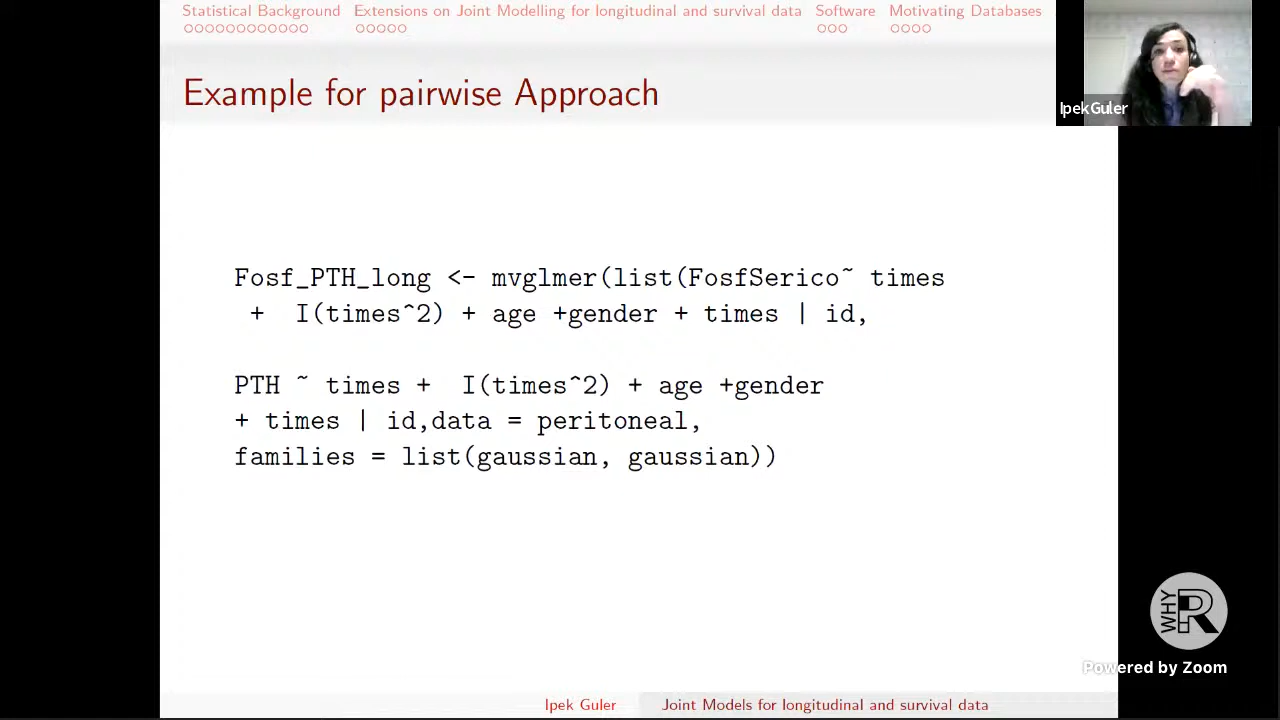 Statistical Background Extensions on Joint Modelling for longitudinal and survival data Software Motivating Databases
Example for pairwise Approach
IpekGuler
Fosf_PTH_long <- mvglmer(list(FosfSerico~ times
+ I(times^2) + age +gender + times | id,
PTH ~ times + I(times^2) + age +gender
+ times | id,data = peritoneal,
families = list(gaussian, gaussian))
WHY R
Powered by Zoom
Ipek Guler Joint Models for longitudinal and survival data